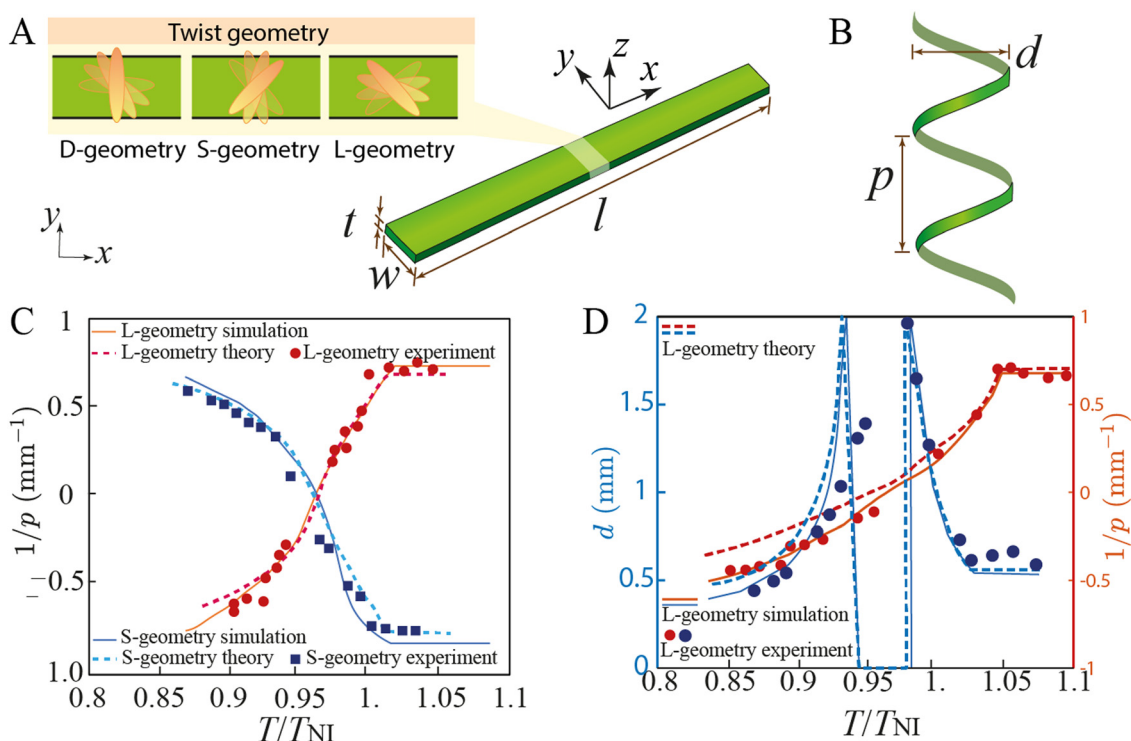 A
Twist geometry
D-geometry
S-geometry
L-geometry
y
x
y
z
x
t
w
l
B
d
p
C
1
0.5
0
–0.5
1.0
1/p (mm⁻¹)
L-geometry simulation
L-geometry theory
L-geometry experiment
S-geometry simulation
S-geometry theory
S-geometry experiment
0.8
0.85
0.9
0.95
1.
1.05
1.1
T/TNI
D
2
1.5
1
0.5
0
d (mm)
L-geometry theory
L-geometry simulation
L-geometry experiment
1
0.5
0
-0.5
-1
1/p (mm⁻¹)
0.8
0.85
0.9
0.95
1.
1.05
1.1
T/TNI